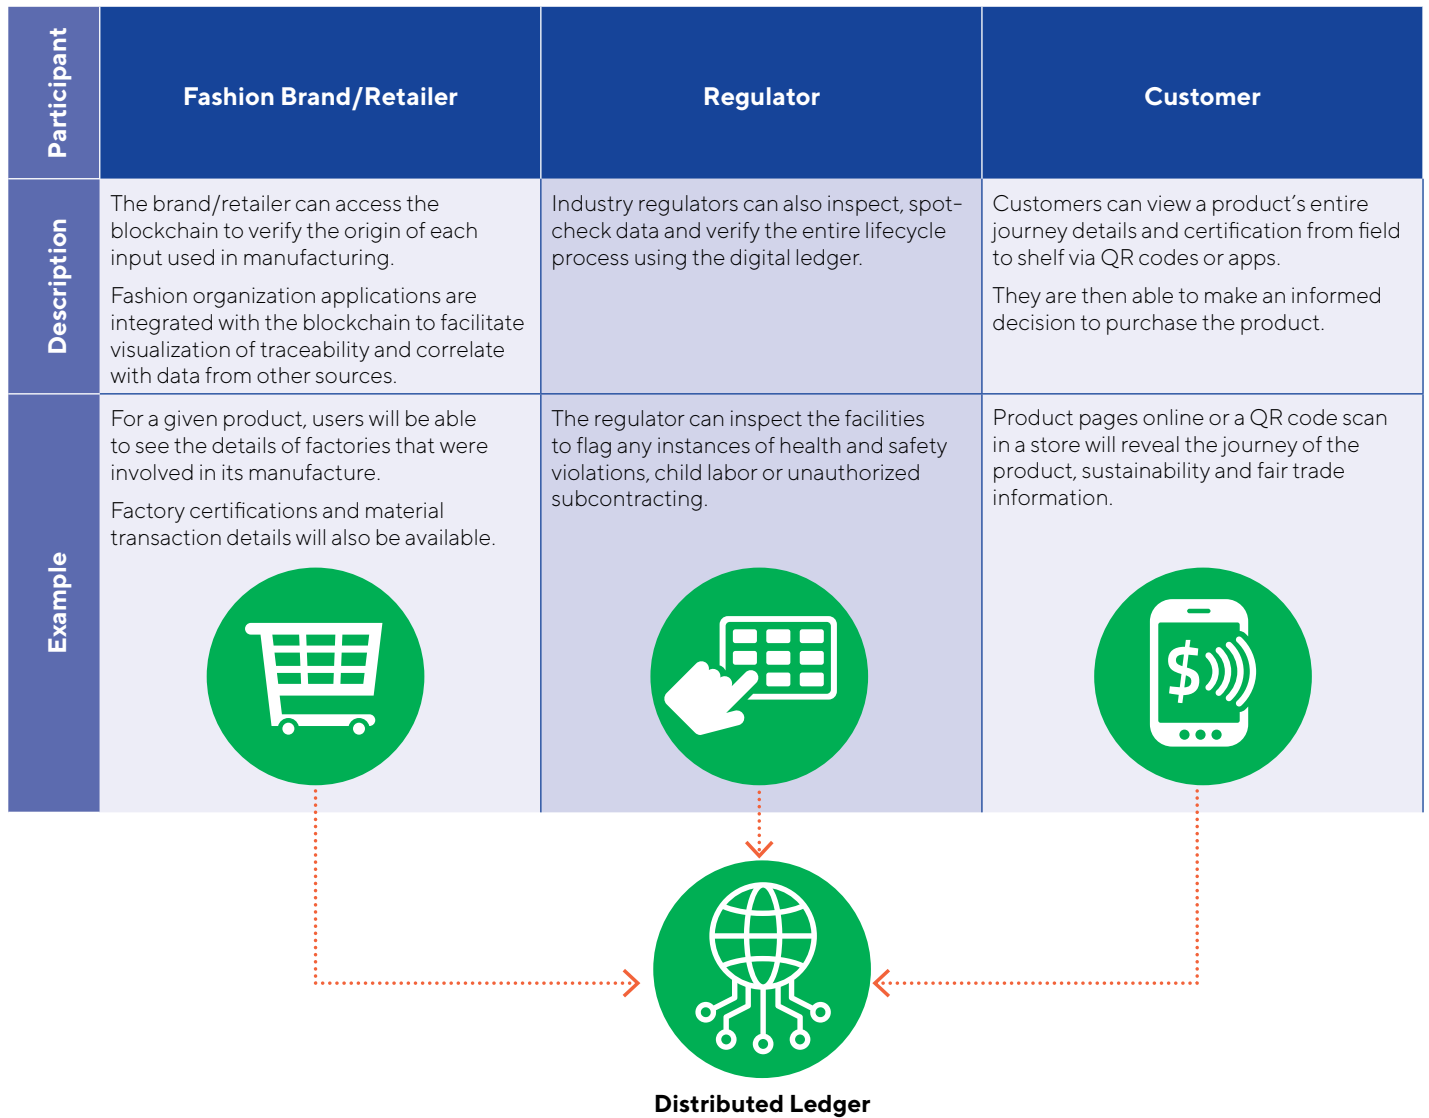 Participant
Fashion Brand/Retailer
Regulator
Customer
Description
The brand/retailer can access the
blockchain to verify the origin of each
input used in manufacturing.
Fashion organization applications are
integrated with the blockchain to facilitate
visualization of traceability and correlate
with data from other sources.
Industry regulators can also inspect, spot-
check data and verify the entire lifecycle
process using the digital ledger.
Customers can view a product’s entire
journey details and certification from field
to shelf via QR codes or apps.
They are then able to make an informed
decision to purchase the product.
Example
For a given product, users will be able
to see the details of factories that were
involved in its manufacture.
Factory certifications and material
transaction details will also be available.
The regulator can inspect the facilities
to flag any instances of health and safety
violations, child labor or unauthorized
subcontracting.
Product pages online or a QR code scan
in a store will reveal the journey of the
product, sustainability and fair trade
information.
$
Distributed Ledger